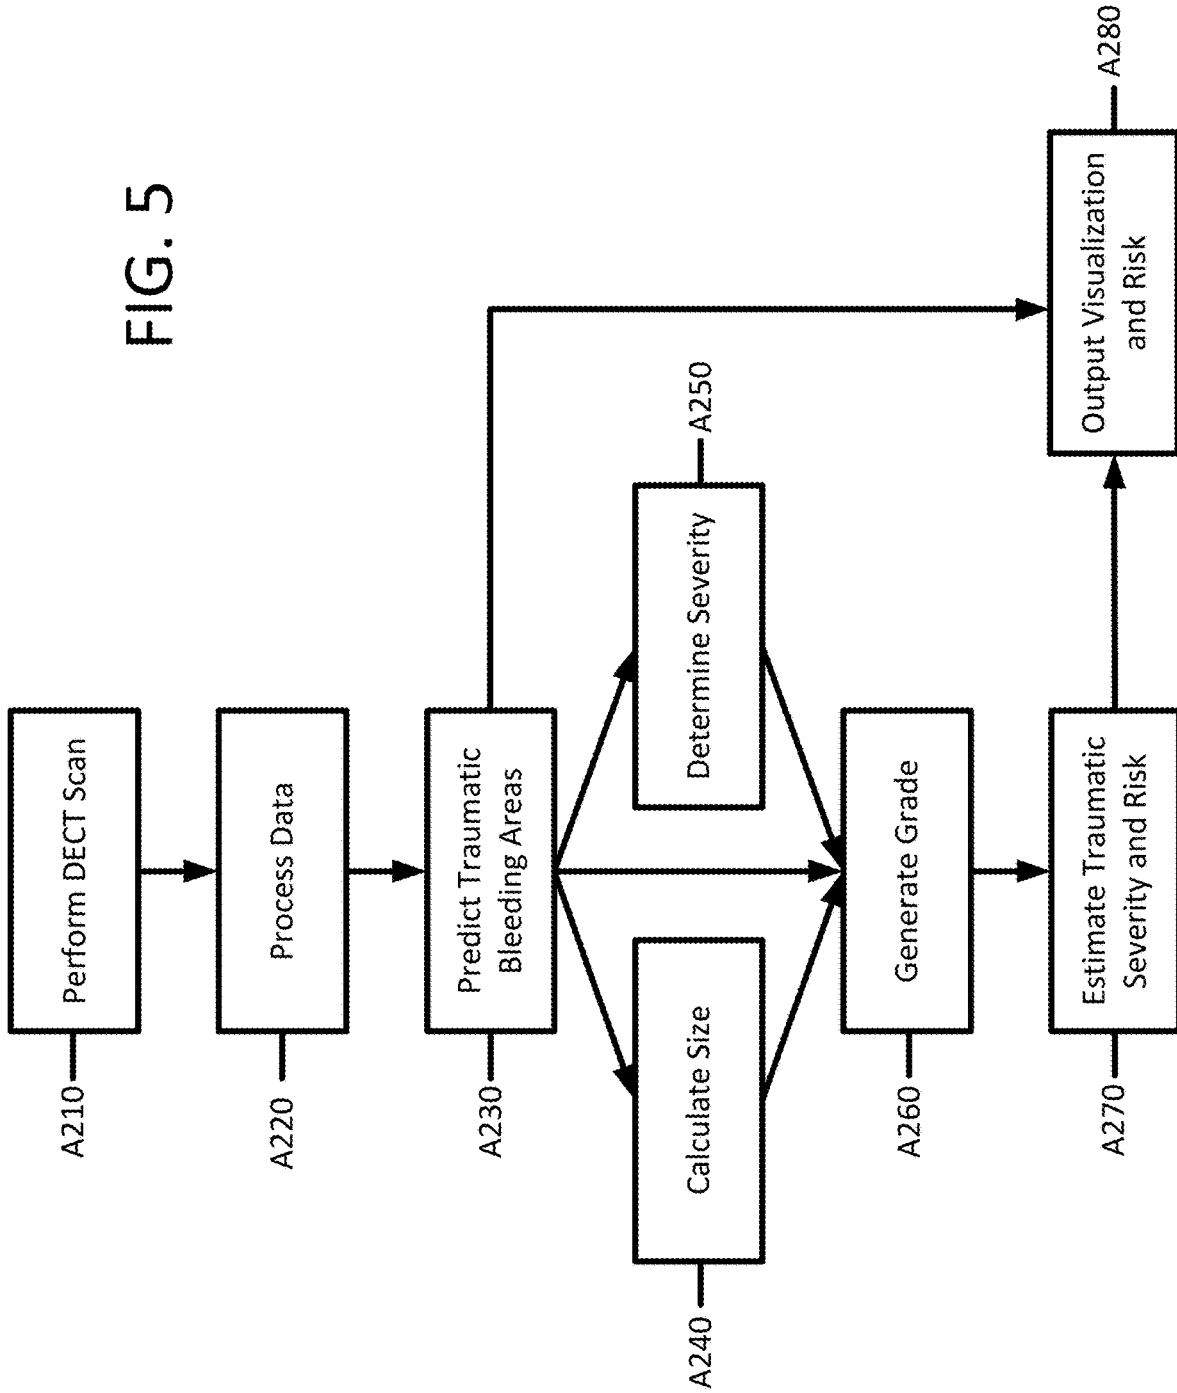 FIG. 5
A210
Perform DECT Scan
A220
Process Data
A230
Predict Traumatic
Bleeding Areas
A240
Calculate Size
Determine Severity
A250
A260
Generate Grade
A270
Estimate Traumatic
Severity and Risk
Output Visualization
and Risk
A280